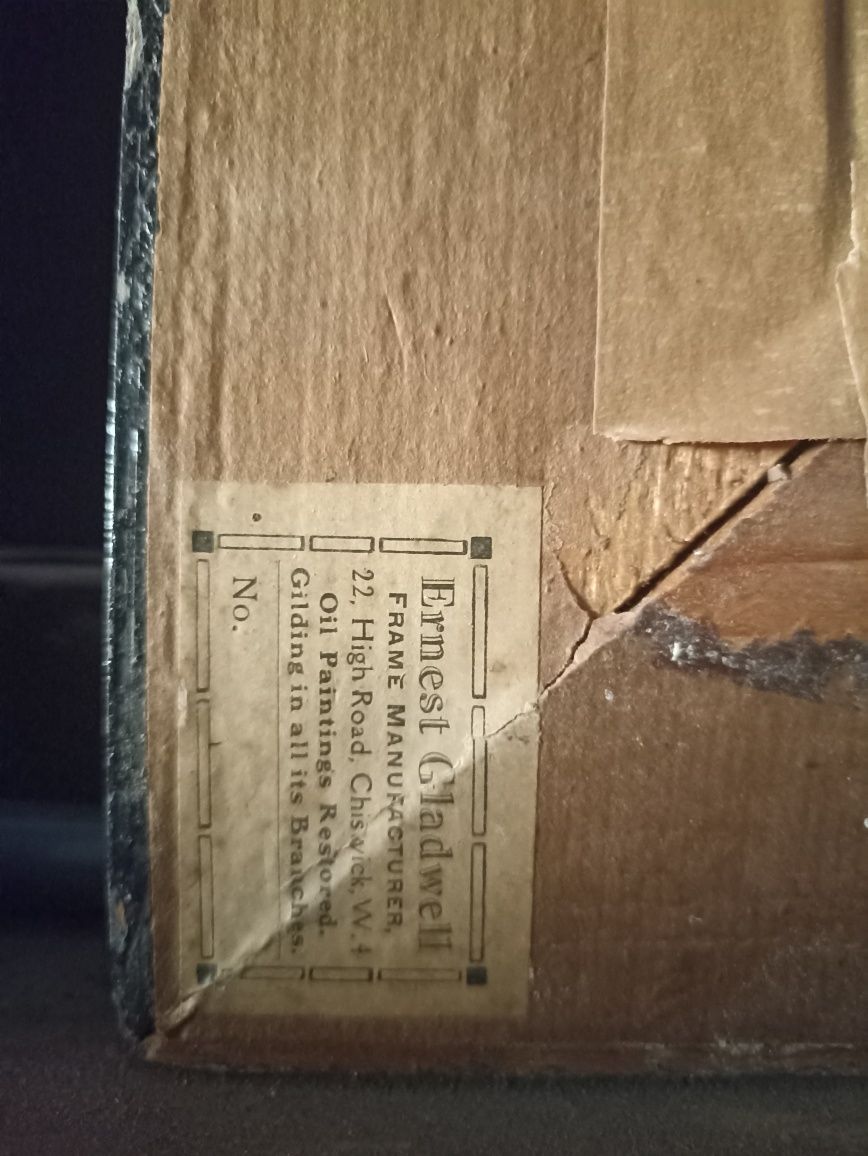 Ernest Gladwell
FRAME MANUFACTURER,
22, High Road, Chiswick, W.4
Oil Paintings Restored.
Gilding in all its Branches.
No.